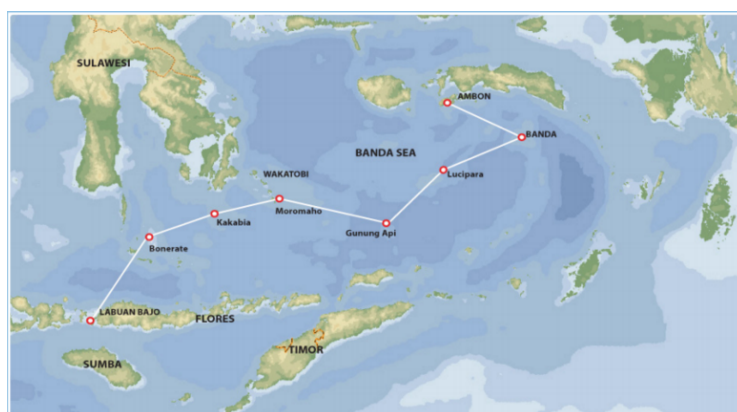 SULAWESI
AMBON
BANDA
BANDA SEA
WAKATOBI
Lucipara
Moromaho
Kakabia
Gunung Api
Bonerate
LABUAN BAJO
FLORES
TIMOR
SUMBA